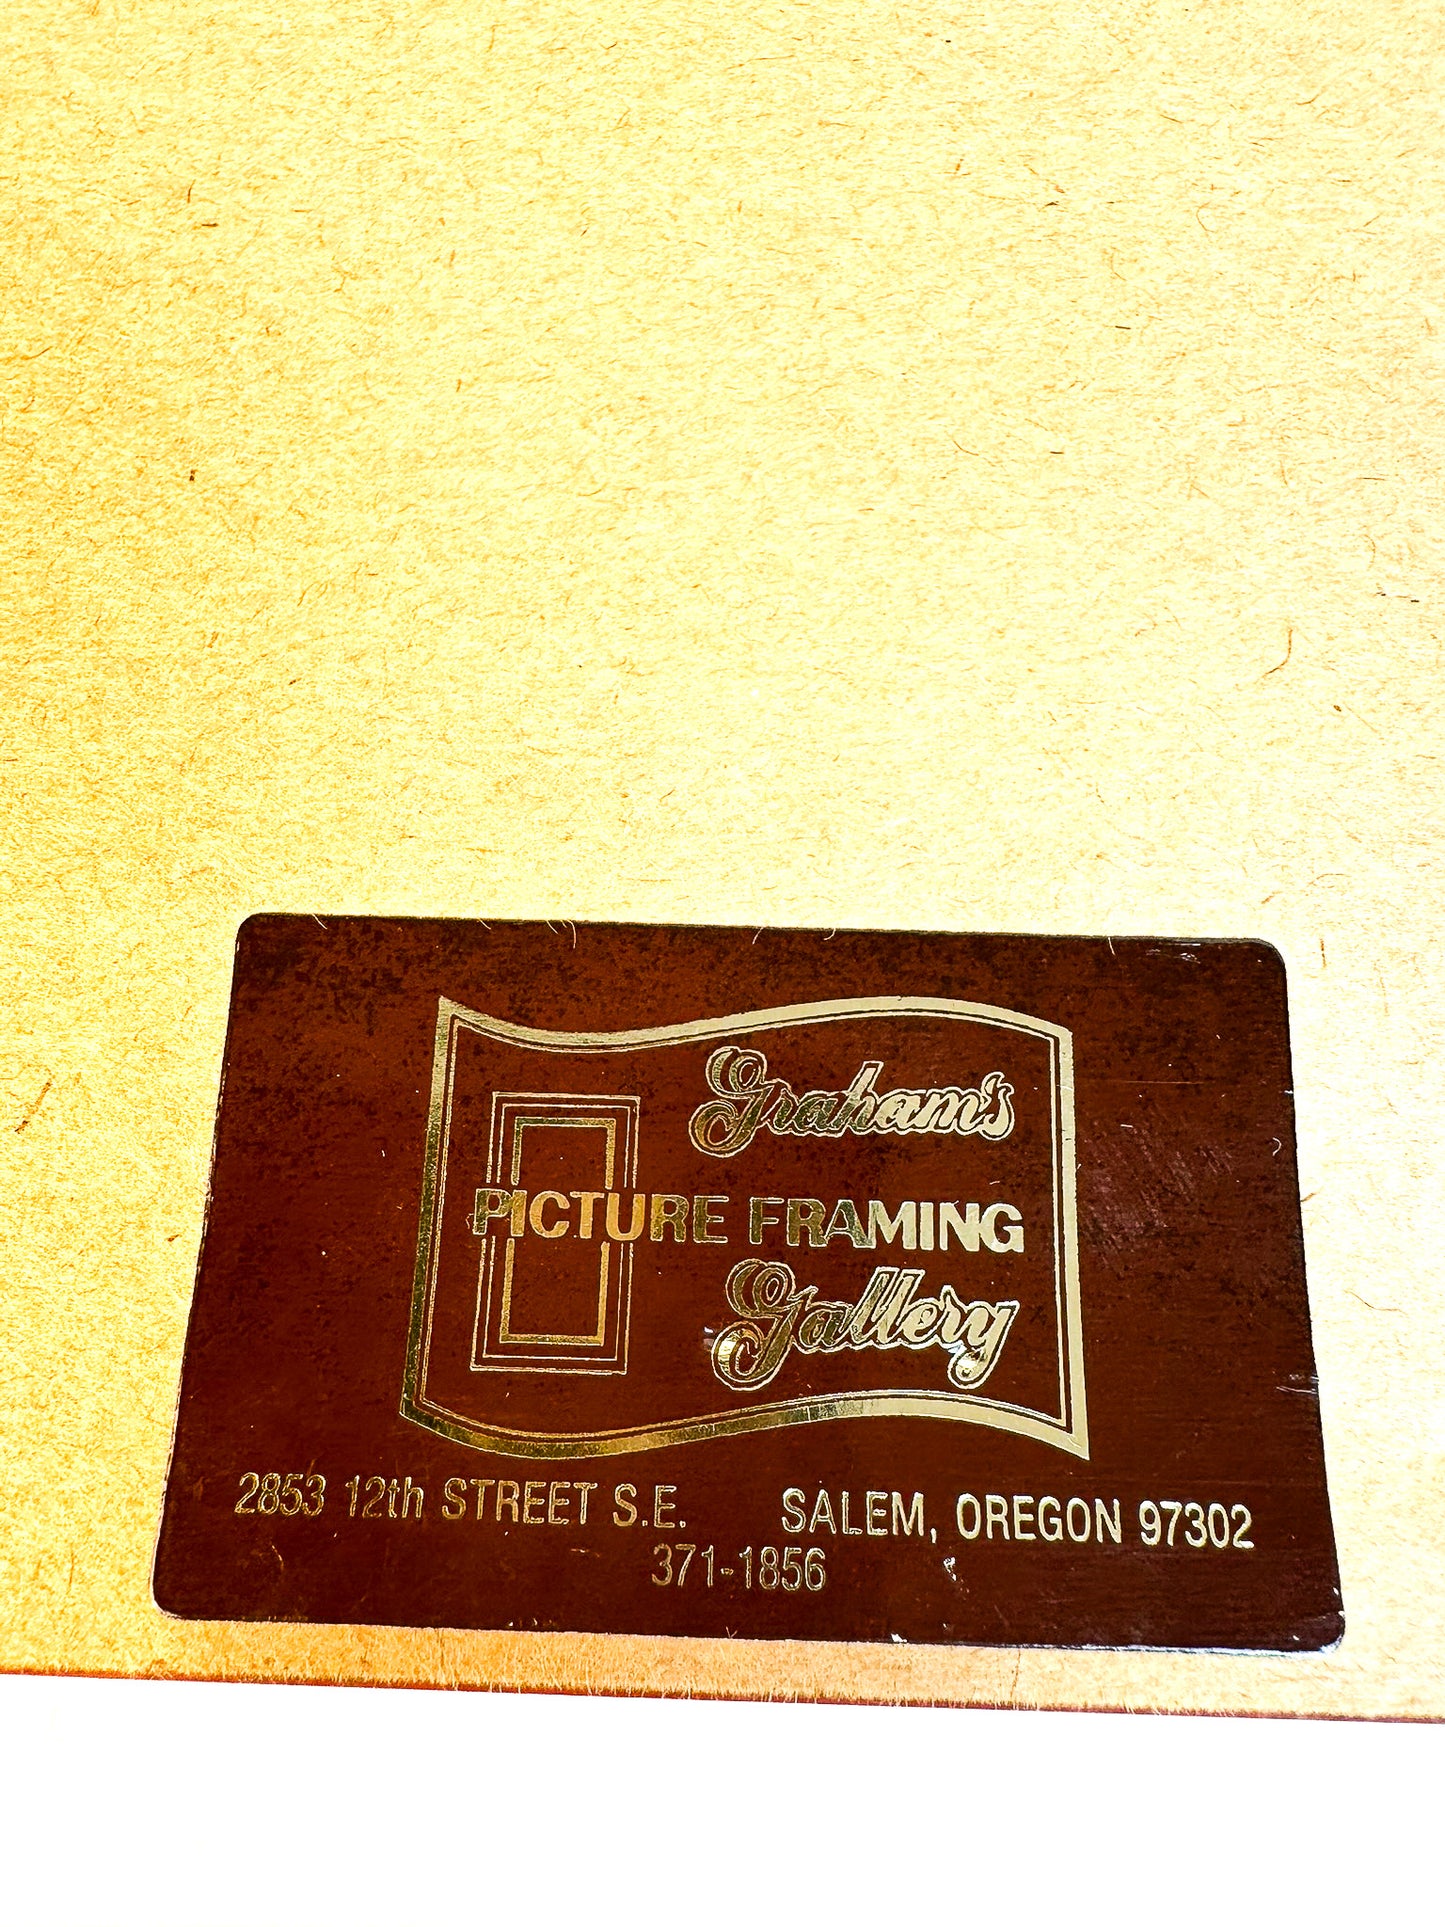 Graham's
PICTURE FRAMING
Gallery
2853 12th STREET S.E. SALEM, OREGON 97302
371-1856